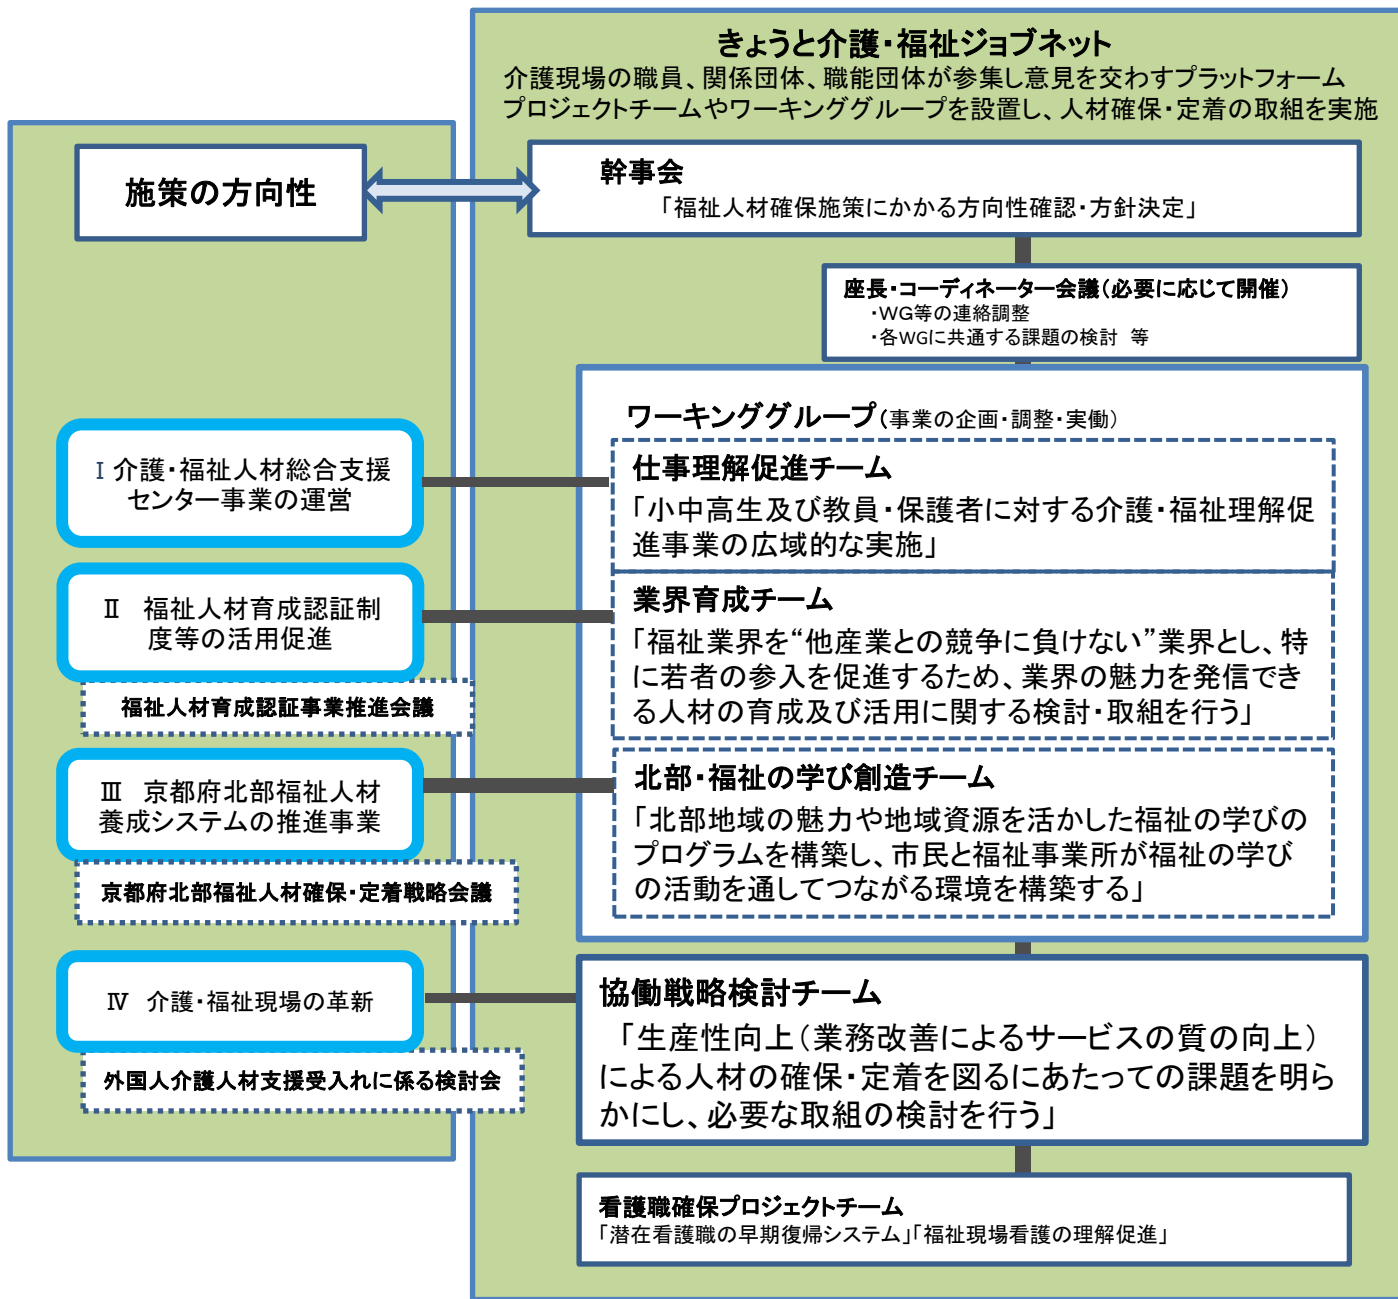 きょうと介護・福祉ジョブネット
介護現場の職員、関係団体、職能団体が参集し意見を交わすプラットフォーム
プロジェクトチームやワーキンググループを設置し、人材確保・定着の取組を実施
施策の方向性
幹事会
「福祉人材確保施策にかかる方向性確認・方針決定」
座長・コーディネーター会議(必要に応じて開催)
・WG等の連絡調整
・各WGに共通する課題の検討 等
ワーキンググループ(事業の企画・調整・実働)
Ⅰ 介護・福祉人材総合支援
センター事業の運営
仕事理解促進チーム
「小中高生及び教員・保護者に対する介護・福祉理解促
進事業の広域的な実施」
Ⅱ 福祉人材育成認証制
度等の活用促進
福祉人材育成認証事業推進会議
業界育成チーム
「福祉業界を“他産業との競争に負けない”業界とし、特
に若者の参入を促進するため、業界の魅力を発信でき
る人材の育成及び活用に関する検討・取組を行う」
Ⅲ 京都府北部福祉人材
養成システムの推進事業
京都府北部福祉人材確保・定着戦略会議
北部・福祉の学び創造チーム
「北部地域の魅力や地域資源を活かした福祉の学びの
プログラムを構築し、市民と福祉事業所が福祉の学び
の活動を通してつながる環境を構築する」
Ⅳ 介護・福祉現場の革新
外国人介護人材支援受入れに係る検討会
協働戦略検討チーム
「生産性向上(業務改善によるサービスの質の向上)
による人材の確保・定着を図るにあたっての課題を明ら
かにし、必要な取組の検討を行う」
看護職確保プロジェクトチーム
「潜在看護職の早期復帰システム」「福祉現場看護の理解促進」